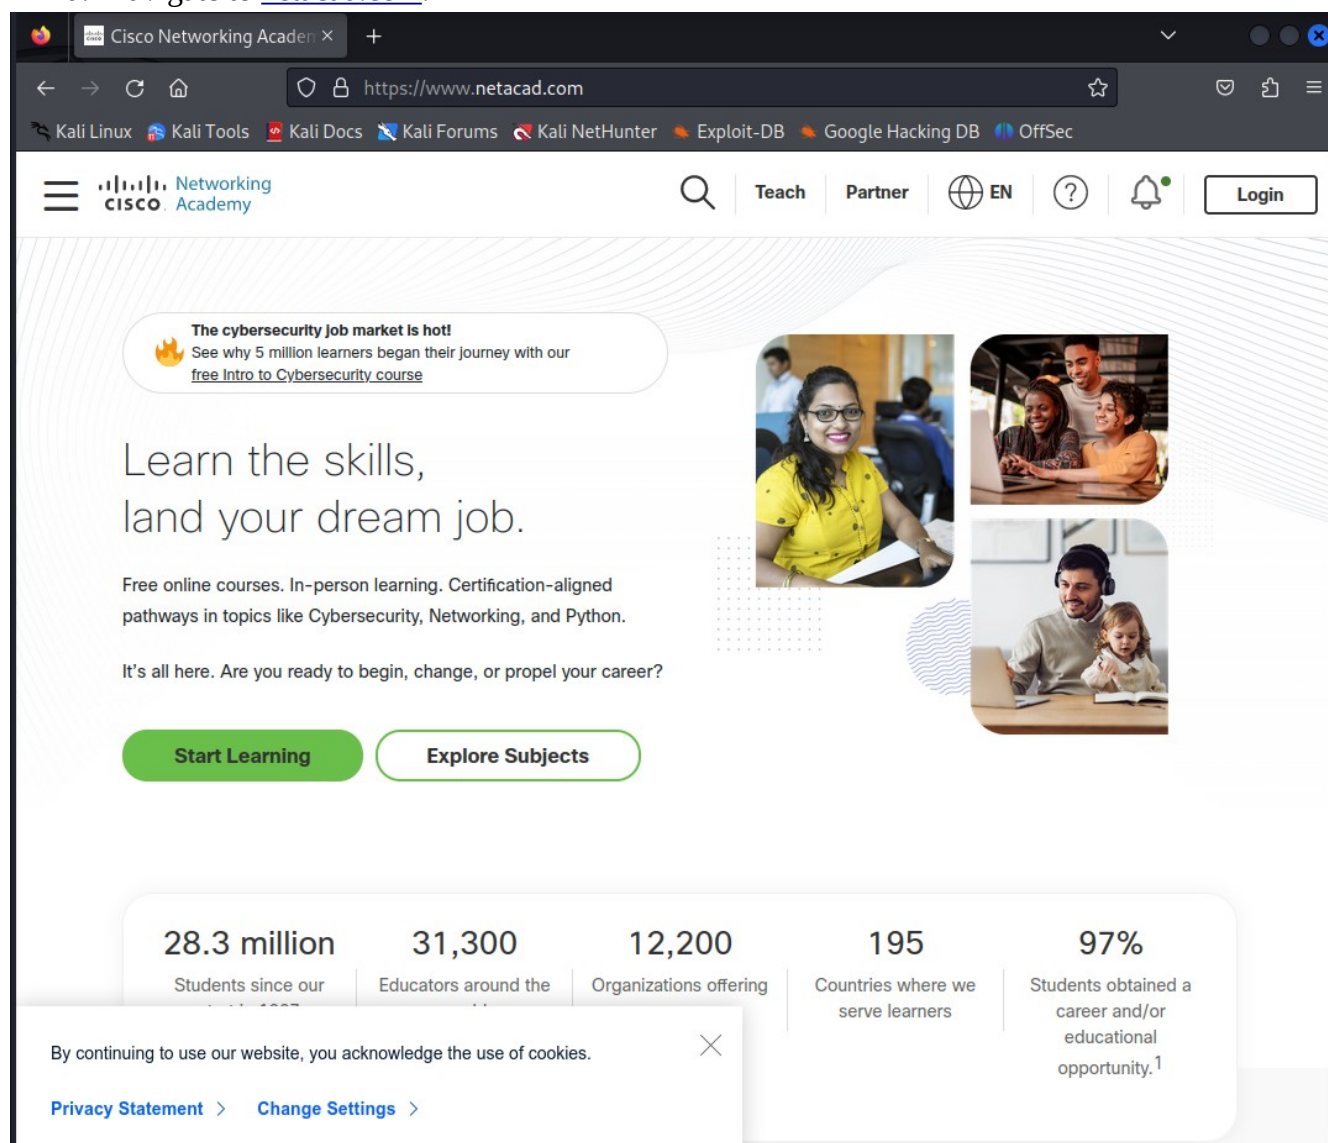 Cisco Networking Acaden
https://www.netacad.com
Kali Linux Kali Tools Kali Docs Kali Forums Kali NetHunter Exploit-DB Google Hacking DB OffSec
Networking
CISCO Academy
Teach Partner EN ? Login
The cybersecurity job market is hot!
See why 5 million learners began their journey with our
free Intro to Cybersecurity course
Learn the skills,
land your dream job.
Free online courses. In-person learning. Certification-aligned
pathways in topics like Cybersecurity, Networking, and Python.
It's all here. Are you ready to begin, change, or propel your career?
Start Learning Explore Subjects
28.3 million 31,300 12,200 195 97%
Students since our Educators around the Organizations offering Countries where we Students obtained a
serve learners career and/or
educational
opportunity.1
By continuing to use our website, you acknowledge the use of cookies.
Privacy Statement > Change Settings >